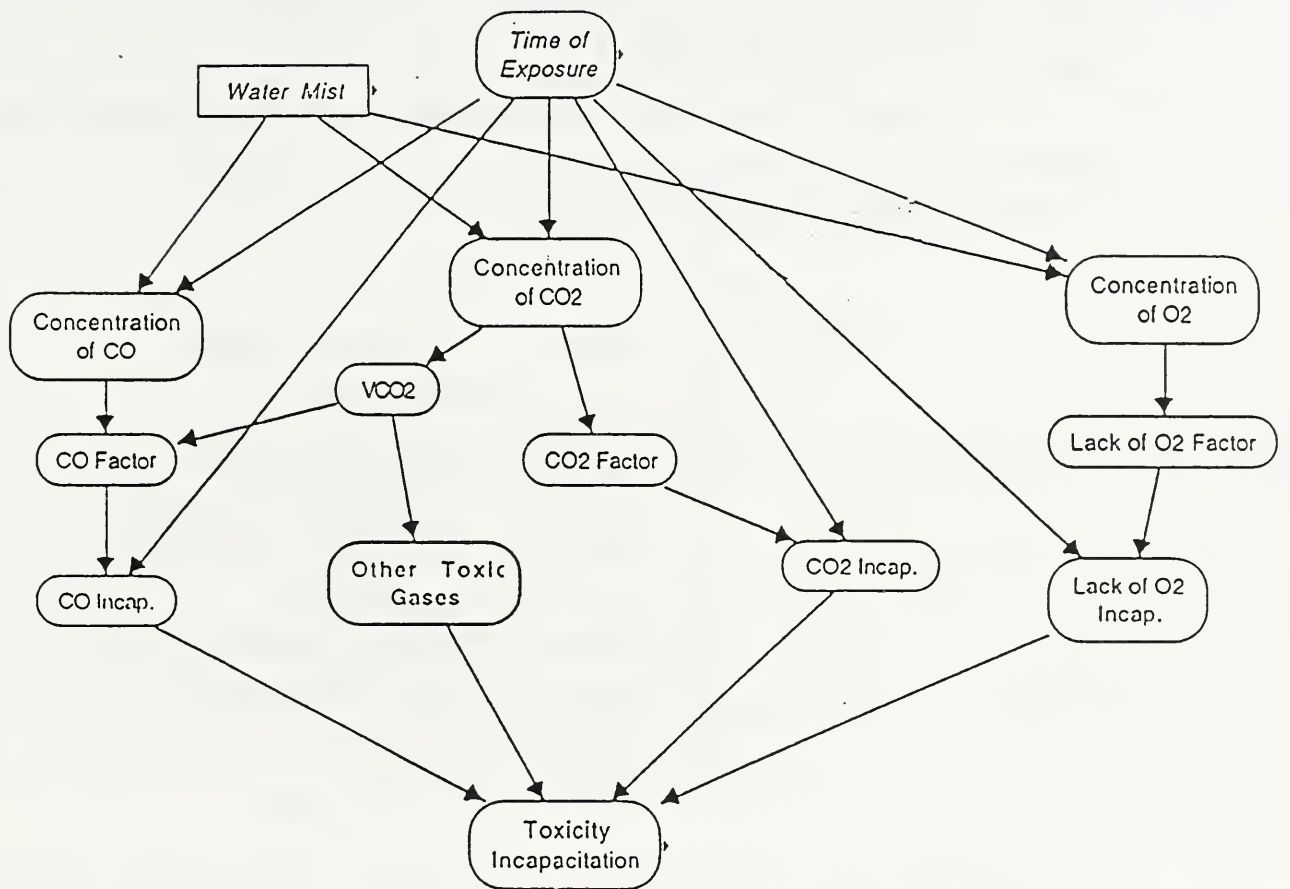 Time of
Exposure
Water Mist
Concentration
of CO2
Concentration
of O2
Concentration
of CO
VCO2
CO Factor
CO2 Factor
Lack of O2 Factor
Other Toxic
Gases
CO2 Incap.
CO Incap.
Lack of O2
Incap.
Toxicity
Incapacitation